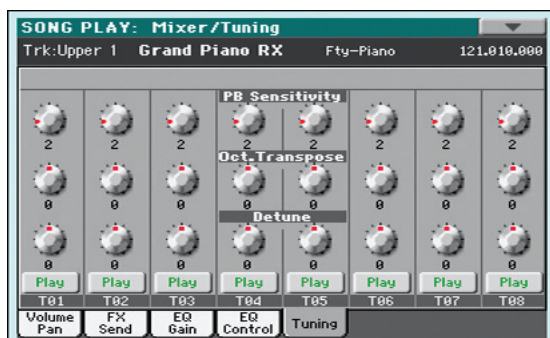 SONG PLAY: Mixer/Tuning
Trk:Upper 1 Grand Piano RX Fty-Piano 121.010.000
PB Sensitivity
2 2 2 2 2 2 2 2
Oct.Transpose
0 0 0 0 0 0 0 0
Detune
0 0 0 0 0 0 0 0
Play Play Play Play Play Play Play Play
T01 T02 T03 T04 T05 T06 T07 T08
Volume Pan FX Send EQ Gain EQ Control Tuning